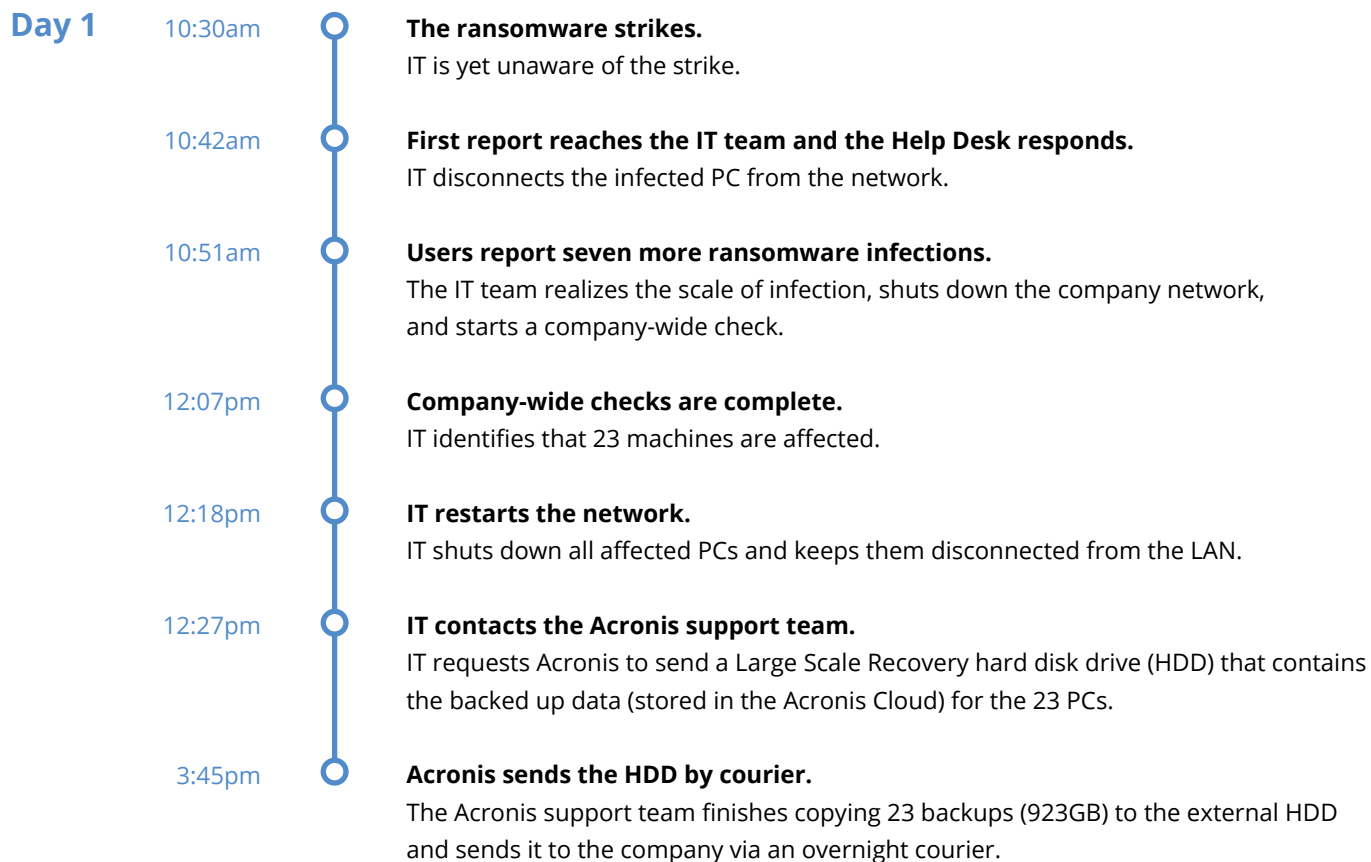 Day 1
10:30am
The ransomware strikes.
IT is yet unaware of the strike.
10:42am
First report reaches the IT team and the Help Desk responds.
IT disconnects the infected PC from the network.
10:51am
Users report seven more ransomware infections.
The IT team realizes the scale of infection, shuts down the company network,
and starts a company-wide check.
12:07pm
Company-wide checks are complete.
IT identifies that 23 machines are affected.
12:18pm
IT restarts the network.
IT shuts down all affected PCs and keeps them disconnected from the LAN.
12:27pm
IT contacts the Acronis support team.
IT requests Acronis to send a Large Scale Recovery hard disk drive (HDD) that contains
the backed up data (stored in the Acronis Cloud) for the 23 PCs.
3:45pm
Acronis sends the HDD by courier.
The Acronis support team finishes copying 23 backups (923GB) to the external HDD
and sends it to the company via an overnight courier.